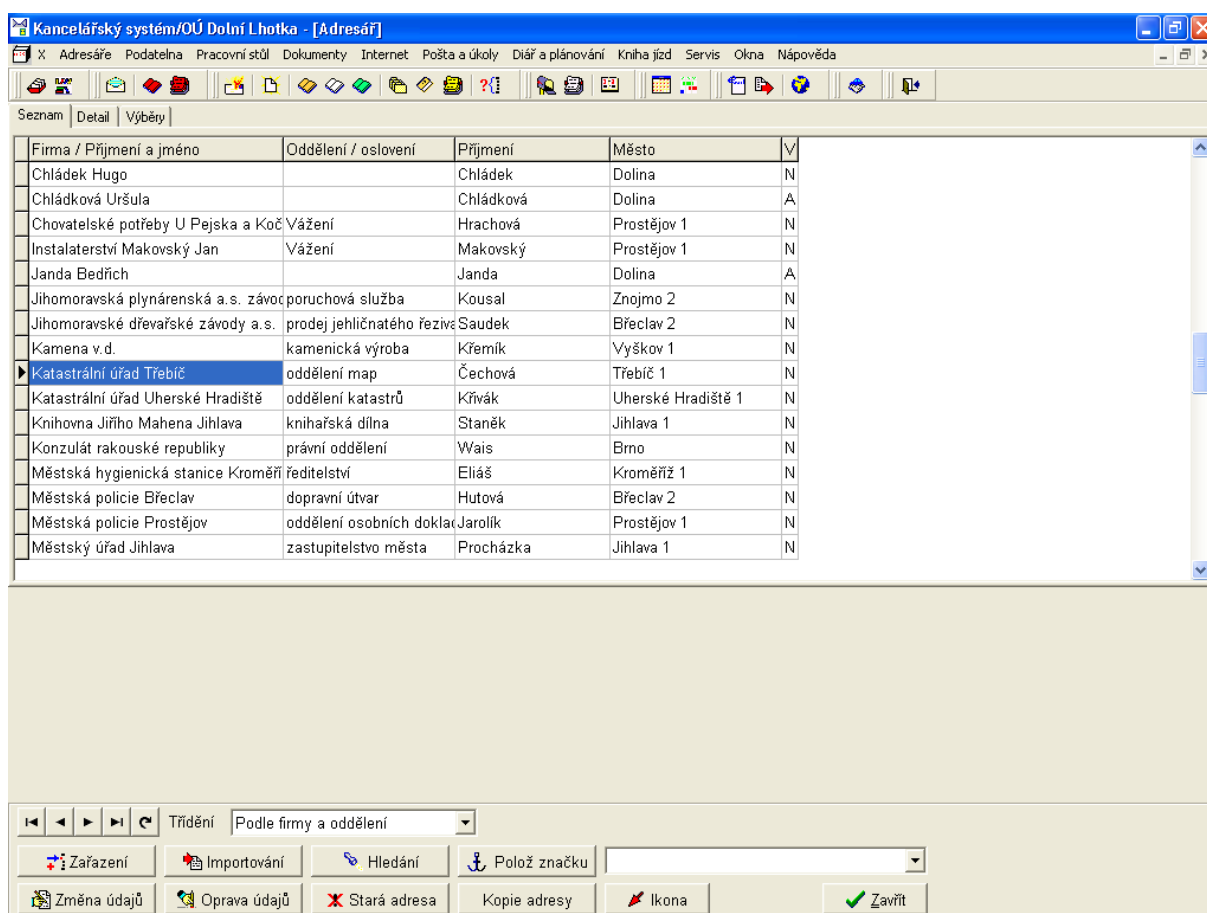 Kancelářský systém/OÚ Dolní Lhotka - [Adresář]
X Adresáře Podatelna Pracovní stůl Dokumenty Internet Pošta a úkoly Diář a plánování Kniha jízd Servis Okna Nápověda
Seznam Detail Výběry
Firma / Příjmení a jméno Oddělení / oslovení Příjmení Město V
Chládek Hugo Chládek Dolina N
Chládková Uršula Chládková Dolina A
Chovatelské potřeby U Pejska a Koč Vážení Hrachová Prostějov 1 N
Instalaterství Makovský Jan Vážení Makovský Prostějov 1 N
Janda Bedřich Janda Dolina A
Jihomoravská plynárenská a.s. závod poruchová služba Kousal Znojmo 2 N
Jihomoravské dřevařské závody a.s. prodej jehličnatého řeziva Saudek Břeclav 2 N
Kamena v.d. kamenická výroba Křemík Vyškov 1 N
Katastrální úřad Třebíč oddělení map Čechová Třebíč 1 N
Katastrální úřad Uherské Hradiště oddělení katastrů Křivák Uherské Hradiště 1 N
Knihovna Jiřího Mahena Jihlava knihařská dílna Staněk Jihlava 1 N
Konzulát rakouské republiky právní oddělení Wais Brno N
Městská hygienická stanice Kroměří ředitelství Eliáš Kroměříž 1 N
Městská policie Břeclav dopravní útvar Hutová Břeclav 2 N
Městská policie Prostějov oddělení osobních doklad Jarolík Prostějov 1 N
Městský úřad Jihlava zastupitelstvo města Procházka Jihlava 1 N
Třídění Podle firmy a oddělení
Zařazení Importování Hledání Polož značku
Změna údajů Oprava údajů Stará adresa Kopie adresy Ikona Zavřít